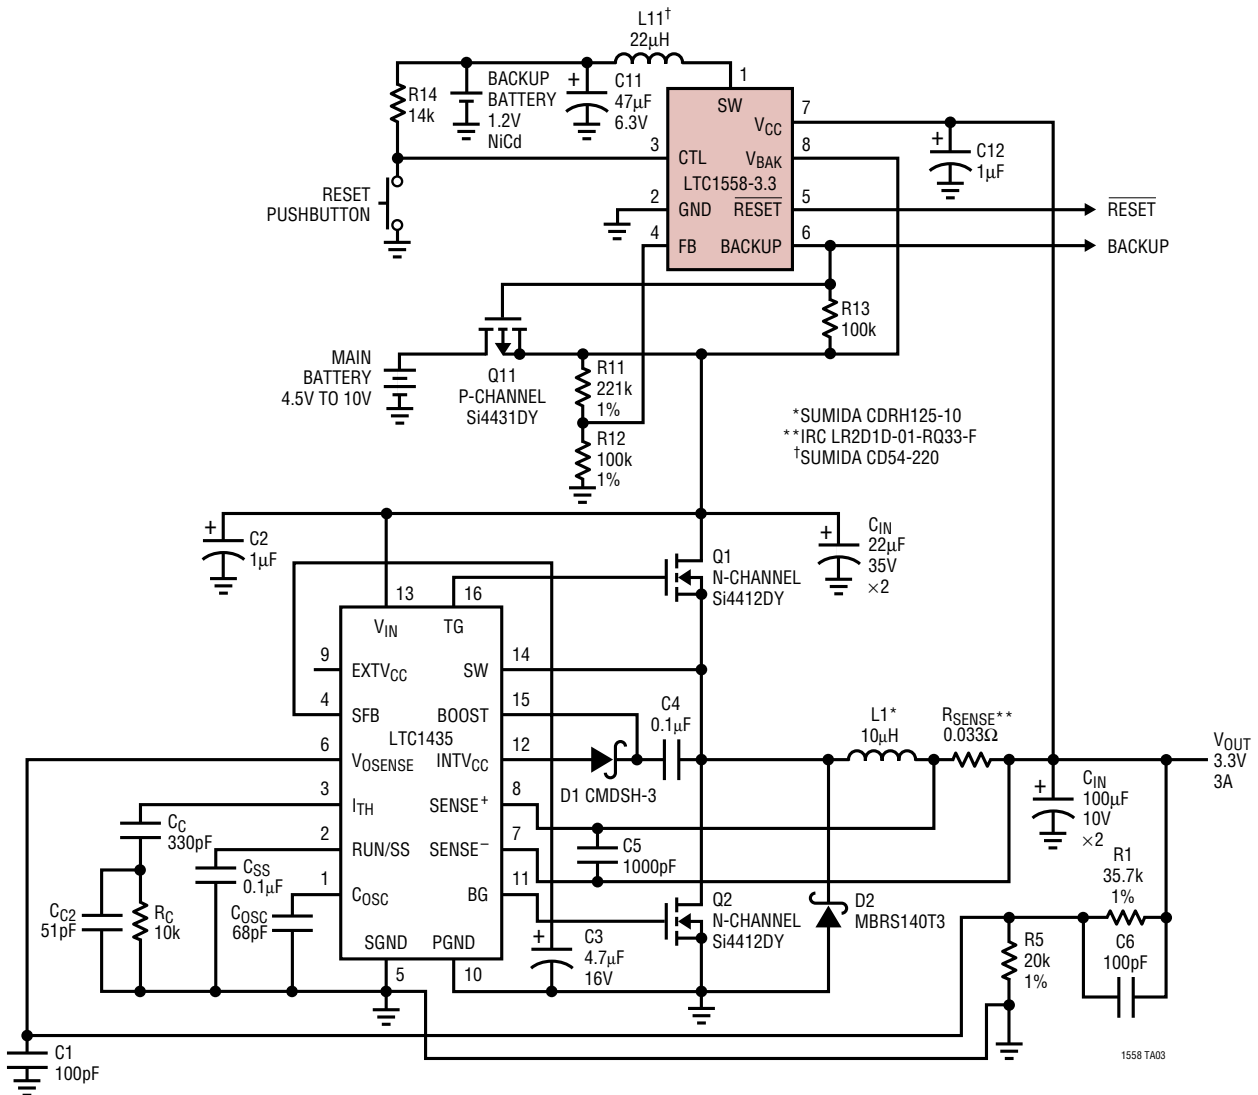 L11†
22µH
1
R14
14k
BACKUP
BATTERY
1.2V
NiCd
+
C11
47µF
6.3V
SW
VCC
7
+
C12
1µF
3
CTL
VBAK
8
LTC1558-3.3
RESET
PUSHBUTTON
2
GND
RESET
5
RESET
4
FB
BACKUP
6
BACKUP
R13
100k
MAIN
BATTERY
4.5V TO 10V
Q11
P-CHANNEL
Si4431DY
R11
221k
1%
R12
100k
1%
*SUMIDA CDRH125-10
**IRC LR2D1D-01-RQ33-F
†SUMIDA CD54-220
+
C2
1µF
+
CIN
22µF
35V
×2
Q1
N-CHANNEL
Si4412DY
13
16
VIN
TG
9
EXTVCC
SW
14
4
SFB
BOOST
15
LTC1435
6
VOSENSE
INTVCC
12
3
ITH
SENSE+
8
2
RUN/SS
SENSE–
7
1
COSC
BG
11
SGND
PGND
5
10
C4
0.1µF
D1 CMDSH-3
L1*
10µH
RSENSE**
0.033Ω
VOUT
3.3V
3A
+
CIN
100µF
10V
×2
C5
1000pF
CC
330pF
CSS
0.1µF
CC2
51pF
RC
10k
COSC
68pF
+
C3
4.7µF
16V
Q2
N-CHANNEL
Si4412DY
D2
MBRS140T3
R1
35.7k
1%
R5
20k
1%
C6
100pF
C1
100pF
1558 TA03